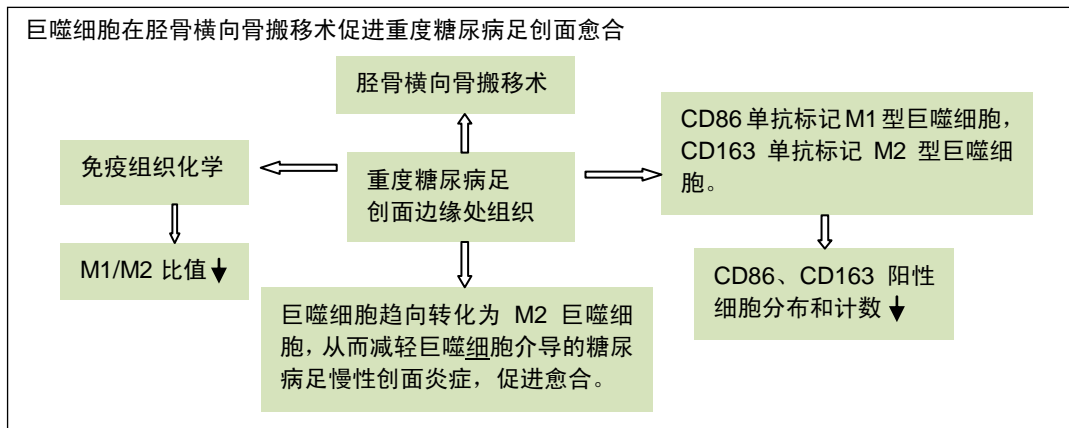 巨噬细胞在胫骨横向骨搬移术促进重度糖尿病足创面愈合
胫骨横向骨搬移术
免疫组织化学
重度糖尿病足
创面边缘处组织
CD86 单抗标记 M1 型巨噬细胞，
CD163 单抗标记 M2 型巨噬细
胞。
M1/M2 比值
CD86、CD163 阳性
细胞分布和计数
巨噬细胞趋向转化为 M2 巨噬细
胞，从而减轻巨噬细胞介导的糖尿
病足慢性创面炎症，促进愈合。